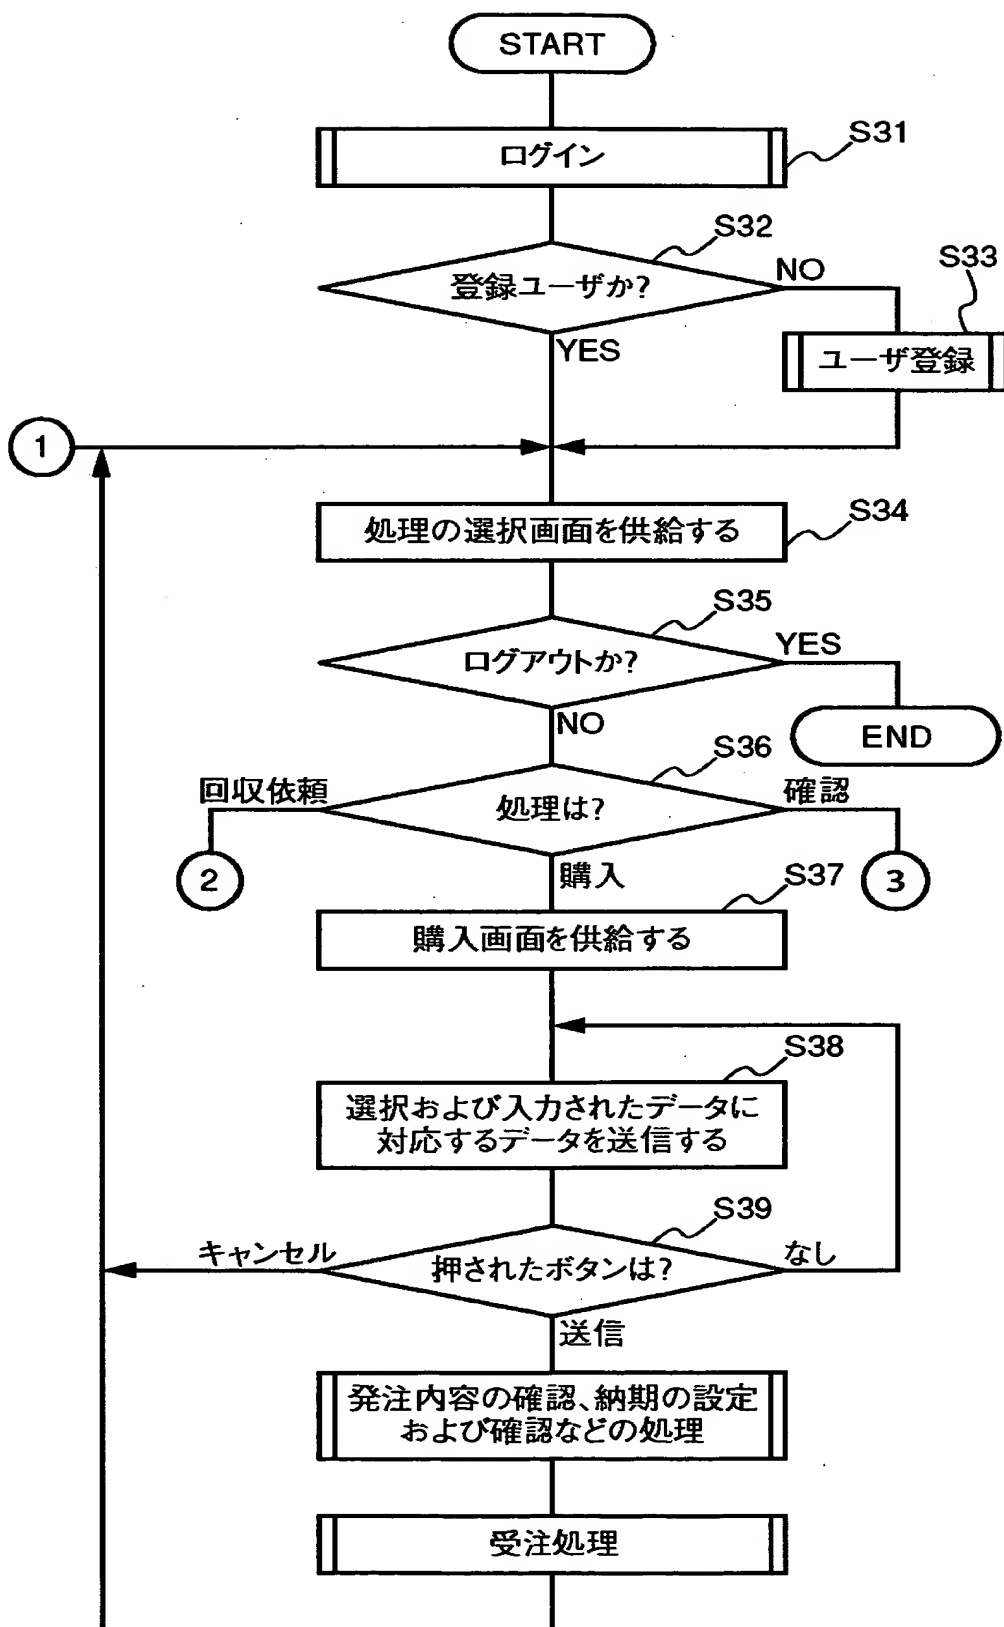 START
S31
ログイン
S32
登録ユーザか?
NO
S33
YES
ユーザ登録
1
S34
処理の選択画面を供給する
S35
ログアウトか?
YES
NO
END
S36
回収依頼
処理は?
確認
2
購入
3
S37
購入画面を供給する
S38
選択および入力されたデータに
対応するデータを送信する
S39
キャンセル
押されたボタンは?
なし
送信
発注内容の確認、納期の設定
および確認などの処理
受注処理